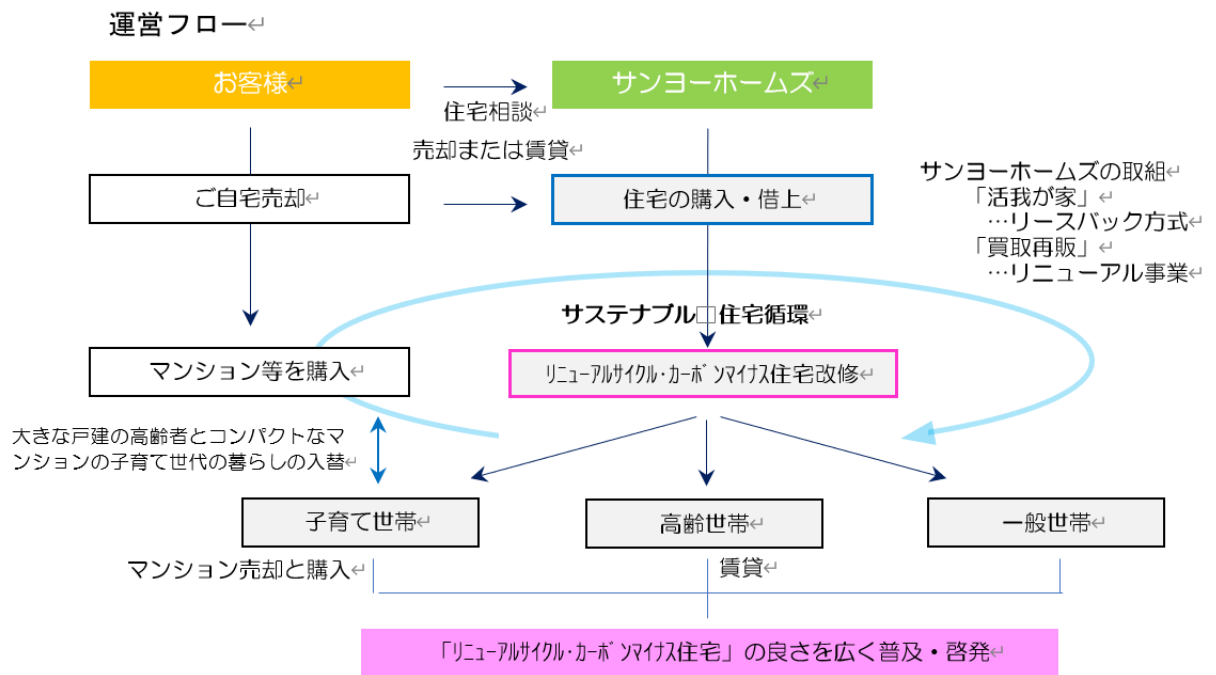 運営フロー
お客様
サンヨーホームズ
住宅相談
売却または賃貸
ご自宅売却
住宅の購入・借上
サンヨーホームズの取組
「活我が家」
…リースバック方式
「買取再販」
…リニューアル事業
サステナブル□住宅循環
マンション等を購入
ﾘﾆｭｰｱﾙｻｲｸﾙ･ｶｰﾎﾞﾝﾏｲﾅｽ住宅改修
大きな戸建の高齢者とコンパクトなマ
ンションの子育て世代の暮らしの入替
子育て世帯
高齢世帯
一般世帯
マンション売却と購入
賃貸
「ﾘﾆｭｰｱﾙｻｲｸﾙ･ｶｰﾎﾞﾝﾏｲﾅｽ住宅」の良さを広く普及・啓発